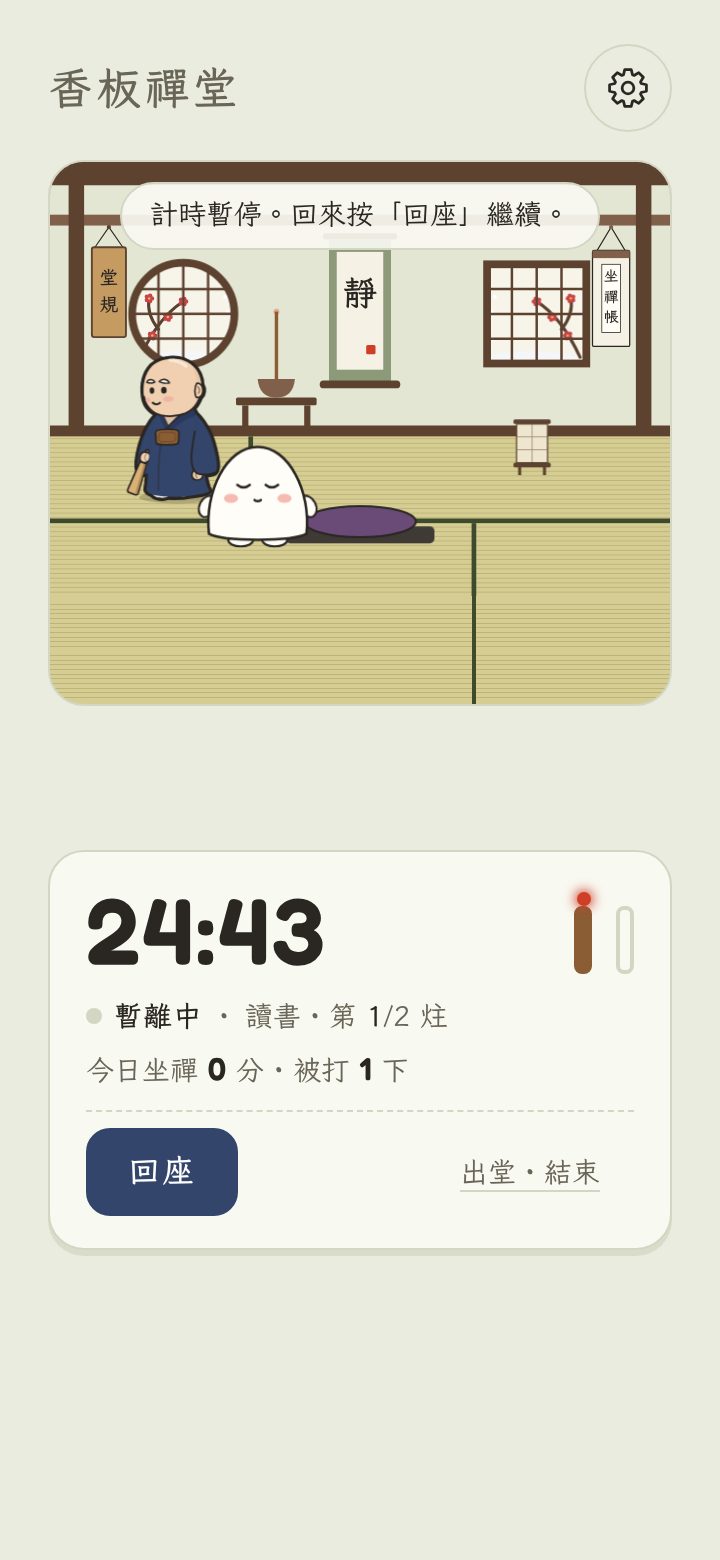 香板禪堂
計時暫停。回來按「回座」繼續。
堂規
靜
坐禪帳
24:43
暫離中・讀書・第 1/2 炷
今日坐禪 0 分・被打 1 下
回座
出堂・結束